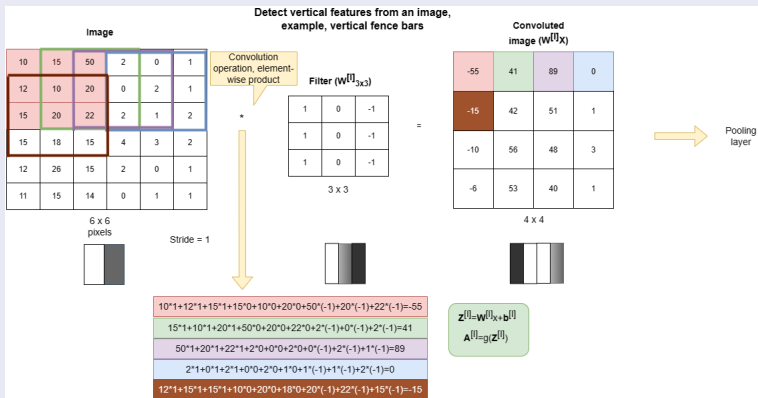 Detect vertical features from an image,
example, vertical fence bars
Image
10 15 50 2 0 1
12 10 20 0 2 1
15 20 22 2 1 2
15 18 15 4 3 2
12 26 15 2 0 1
11 15 14 0 1 1
6 x 6
pixels
Stride = 1
Convolution
operation, element-
wise product
*
Filter (W[l]3x3)
1 0 -1
1 0 -1
1 0 -1
3 x 3
=
Convoluted
image (W[l]X)
-55 41 89 0
-15 42 51 1
-10 56 48 3
-6 53 40 1
4 x 4
Pooling
layer
10*1+12*1+15*1+15*0+10*0+20*0+50*(-1)+20*(-1)+22*(-1)=-55
15*1+10*1+20*1+50*0+20*0+22*0+2*(-1)+0*(-1)+2*(-1)=41
50*1+20*1+22*1+2*0+0*0+2*0+0*(-1)+2*(-1)+1*(-1)=89
2*1+0*1+2*1+0*0+2*0+1*0+1*(-1)+1*(-1)+2*(-1)=0
12*1+15*1+15*1+10*0+20*0+18*0+20*(-1)+22*(-1)+15*(-1)=-15
Z[l]=W[l]x+b[l]
A[l]=g(Z[l])